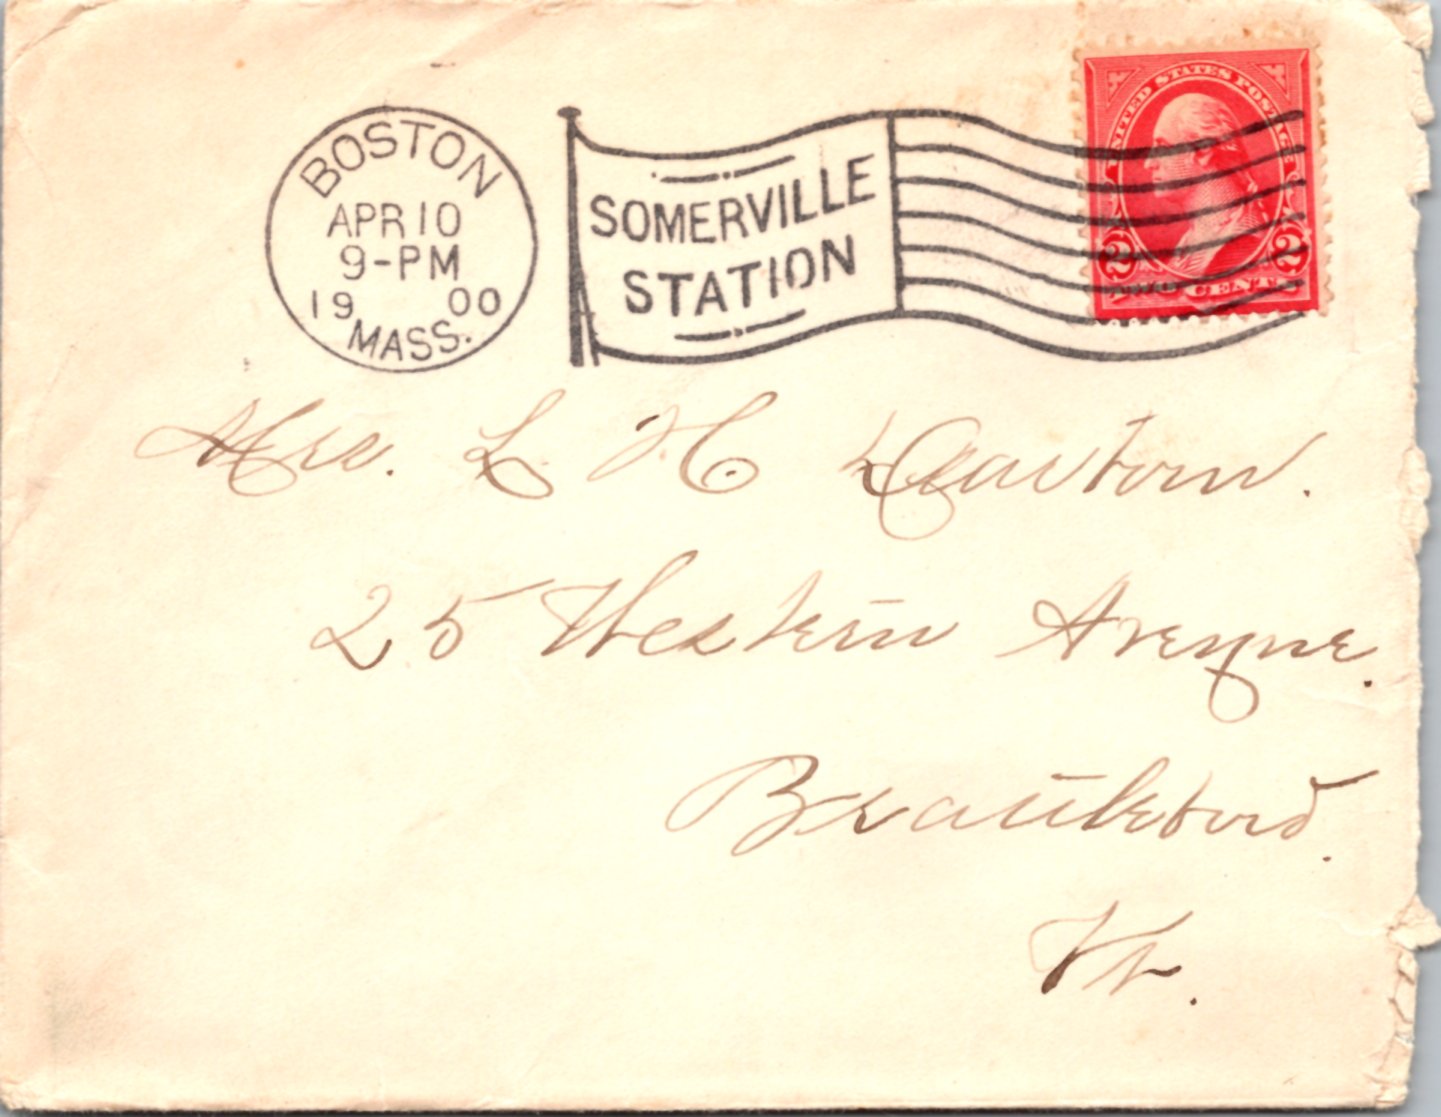 BOSTON
APR 10
9-PM
19 00
MASS.
SOMERVILLE
STATION
UNITED STATES POSTAGE
2 2
TWO CENTS
Mrs. L. H.
25 Western Avenue.
Vt.